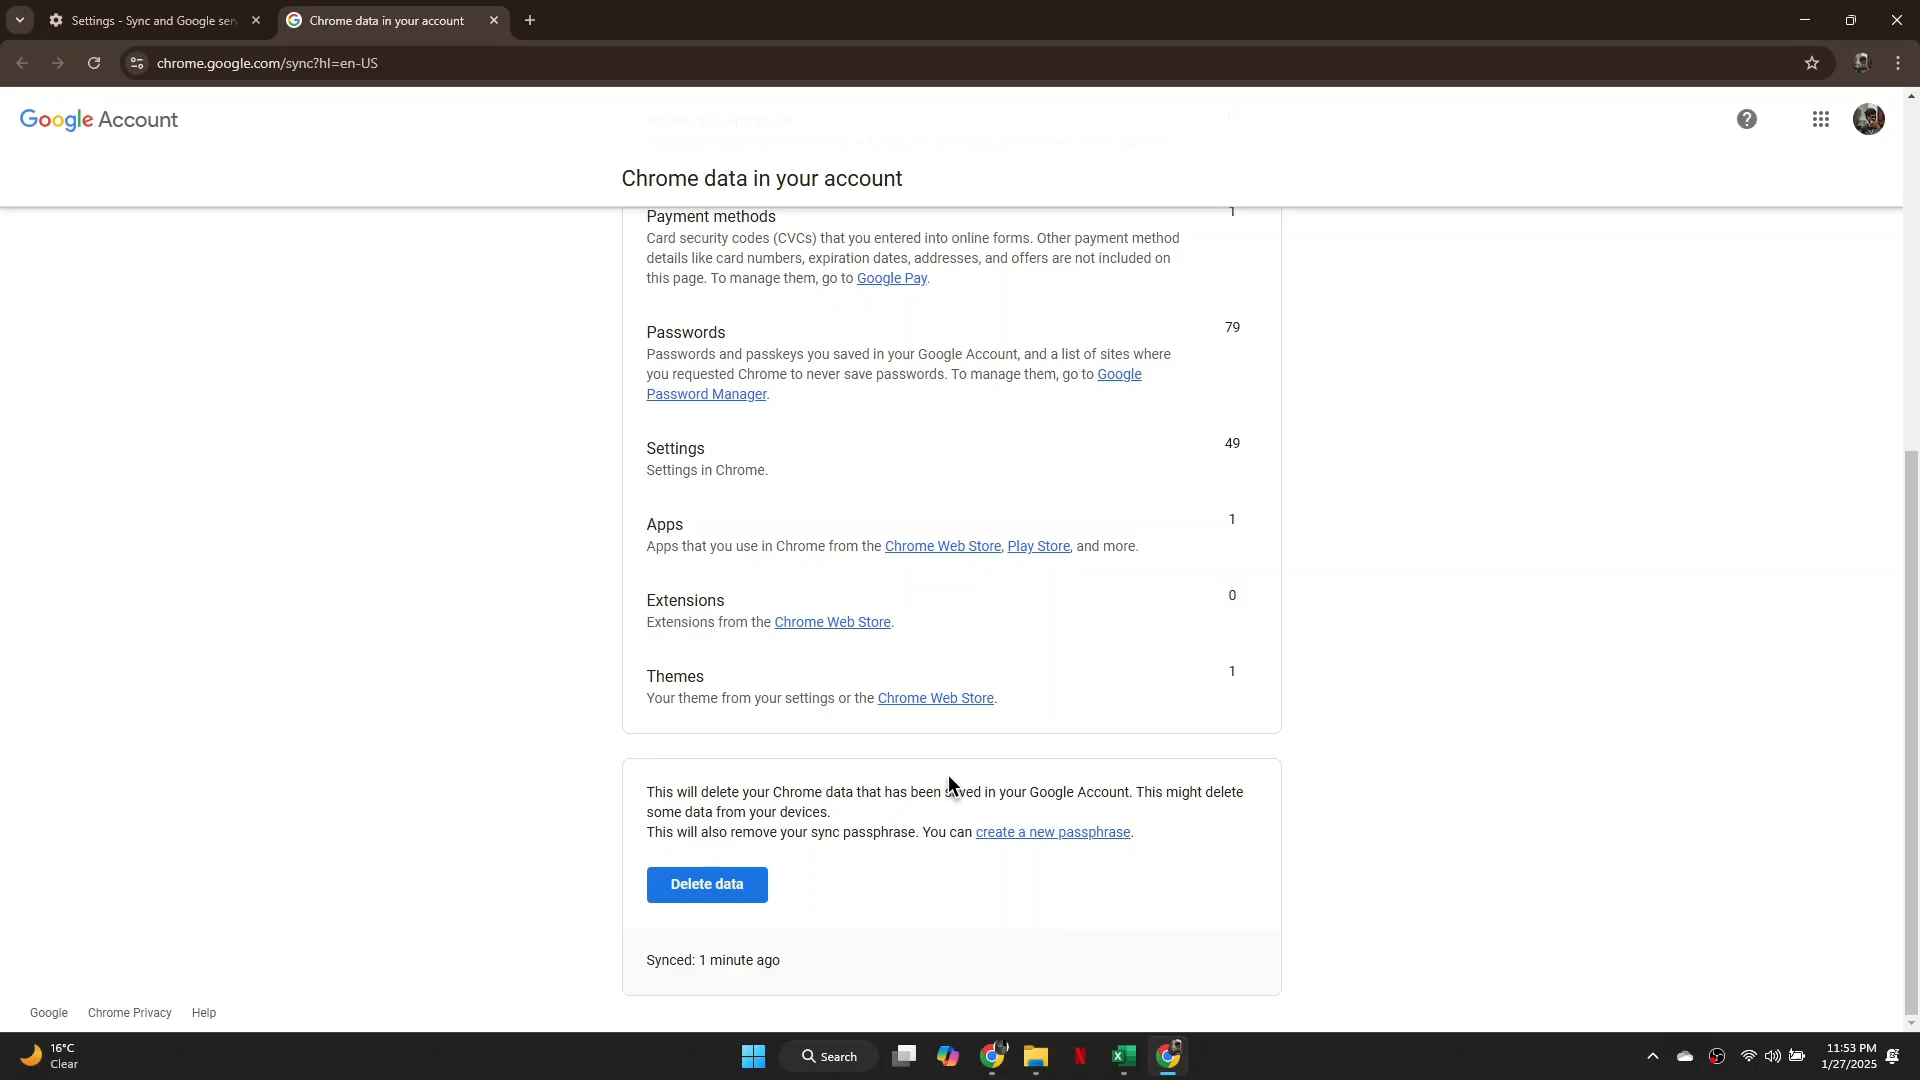 Settings - Sync and Google serv
Chrome data in your account
chrome.google.com/sync?hl=en-US
Google Account
Chrome data in your account
Payment methods
1
Card security codes (CVCs) that you entered into online forms. Other payment method
details like card numbers, expiration dates, addresses, and offers are not included on
this page. To manage them, go to Google Pay.
Passwords
79
Passwords and passkeys you saved in your Google Account, and a list of sites where
you requested Chrome to never save passwords. To manage them, go to Google
Password Manager.
Settings
49
Settings in Chrome.
Apps
1
Apps that you use in Chrome from the Chrome Web Store, Play Store, and more.
Extensions
0
Extensions from the Chrome Web Store.
Themes
1
Your theme from your settings or the Chrome Web Store.
This will delete your Chrome data that has been saved in your Google Account. This might delete
some data from your devices.
This will also remove your sync passphrase. You can create a new passphrase.
Delete data
Synced: 1 minute ago
Google
Chrome Privacy
Help
16°C
Clear
Search
11:53 PM
1/27/2025